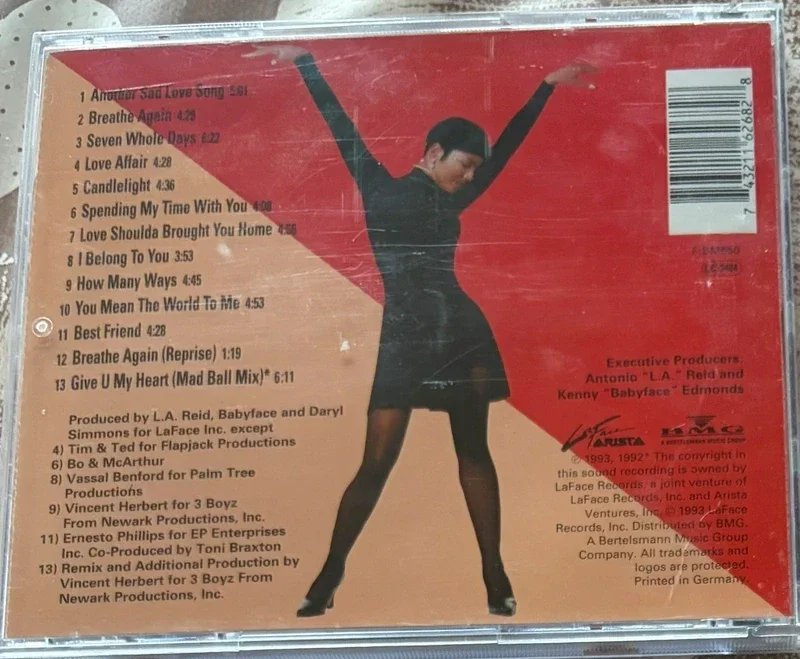 1 Another Sad Love Song 5:01
2 Breathe Again 4:29
3 Seven Whole Days 6:22
4 Love Affair 4:28
5 Candlelight 4:36
6 Spending My Time With You 4:08
7 Love Shoulda Brought You Home 4:56
8 I Belong To You 3:53
9 How Many Ways 4:45
10 You Mean The World To Me 4:53
11 Best Friend 4:28
12 Breathe Again (Reprise) 1:19
13 Give U My Heart (Mad Ball Mix)* 6:11
Produced by L.A. Reid, Babyface and Daryl
Simmons for LaFace Inc. except
4) Tim & Ted for Flapjack Productions
6) Bo & McArthur
8) Vassal Benford for Palm Tree
Productions
9) Vincent Herbert for 3 Boyz
From Newark Productions, Inc.
11) Ernesto Phillips for EP Enterprises
Inc. Co-Produced by Toni Braxton
13) Remix and Additional Production by
Vincent Herbert for 3 Boyz From
Newark Productions, Inc.
7 43211 62682 8
Executive Producers:
Antonio "L.A." Reid and
Kenny "Babyface" Edmonds
LaFace ARISTA
BMG
A BERTELSMANN MUSIC GROUP
℗ 1993, 1992* The copyright in
this sound recording is owned by
LaFace Records, a joint venture of
LaFace Records, Inc. and Arista
Ventures, Inc. © 1993 LaFace
Records, Inc. Distributed by BMG.
A Bertelsmann Music Group
Company. All trademarks and
logos are protected.
Printed in Germany.